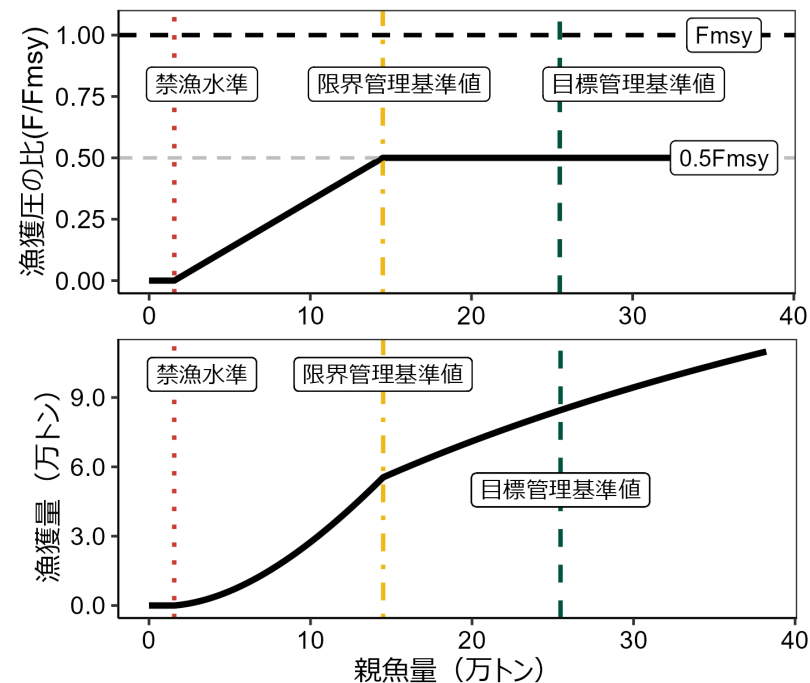 漁獲圧の比(F/Fmsy)
1.00
0.75
0.50
0.25
0.00
Fmsy
禁漁水準
限界管理基準値
目標管理基準値
0.5Fmsy
0 10 20 30 40
漁獲量（万トン）
9.0
6.0
3.0
0.0
禁漁水準
限界管理基準値
目標管理基準値
0 10 20 30 40
親魚量（万トン）